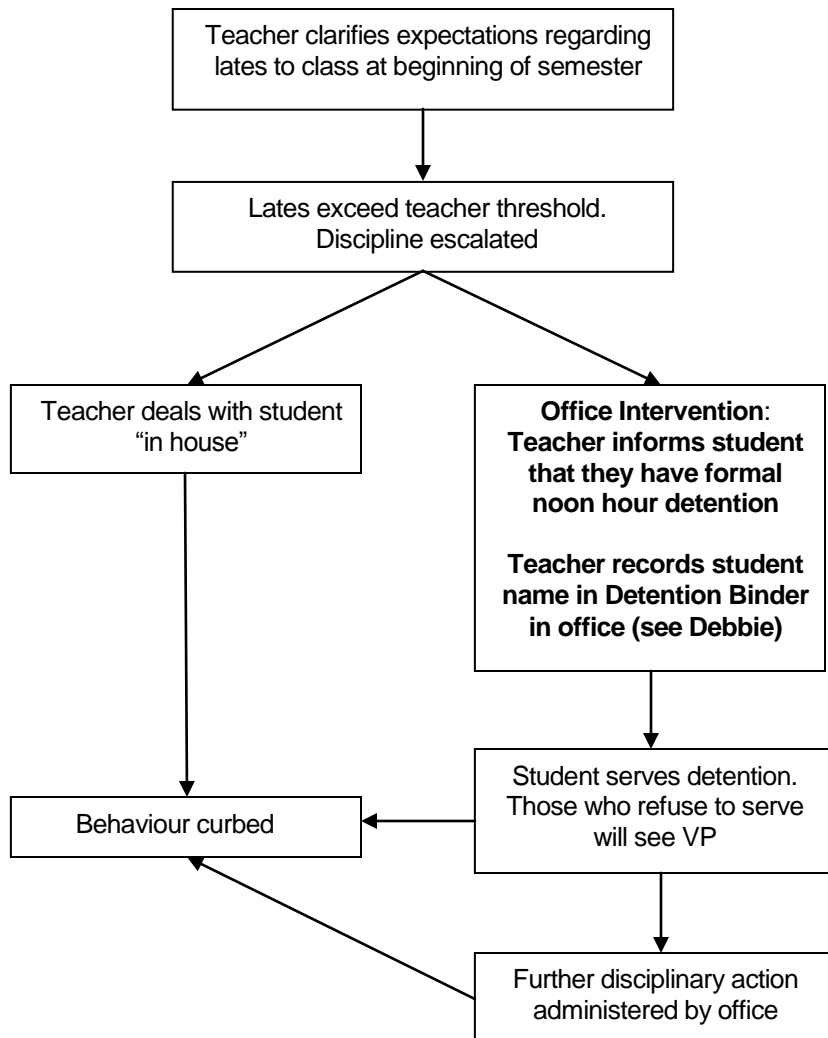 Teacher clarifies expectations regarding
lates to class at beginning of semester
Lates exceed teacher threshold.
Discipline escalated
Teacher deals with student
“in house”
Office Intervention:
Teacher informs student
that they have formal
noon hour detention
Teacher records student
name in Detention Binder
in office (see Debbie)
Student serves detention.
Those who refuse to serve
will see VP
Behaviour curbed
Further disciplinary action
administered by office